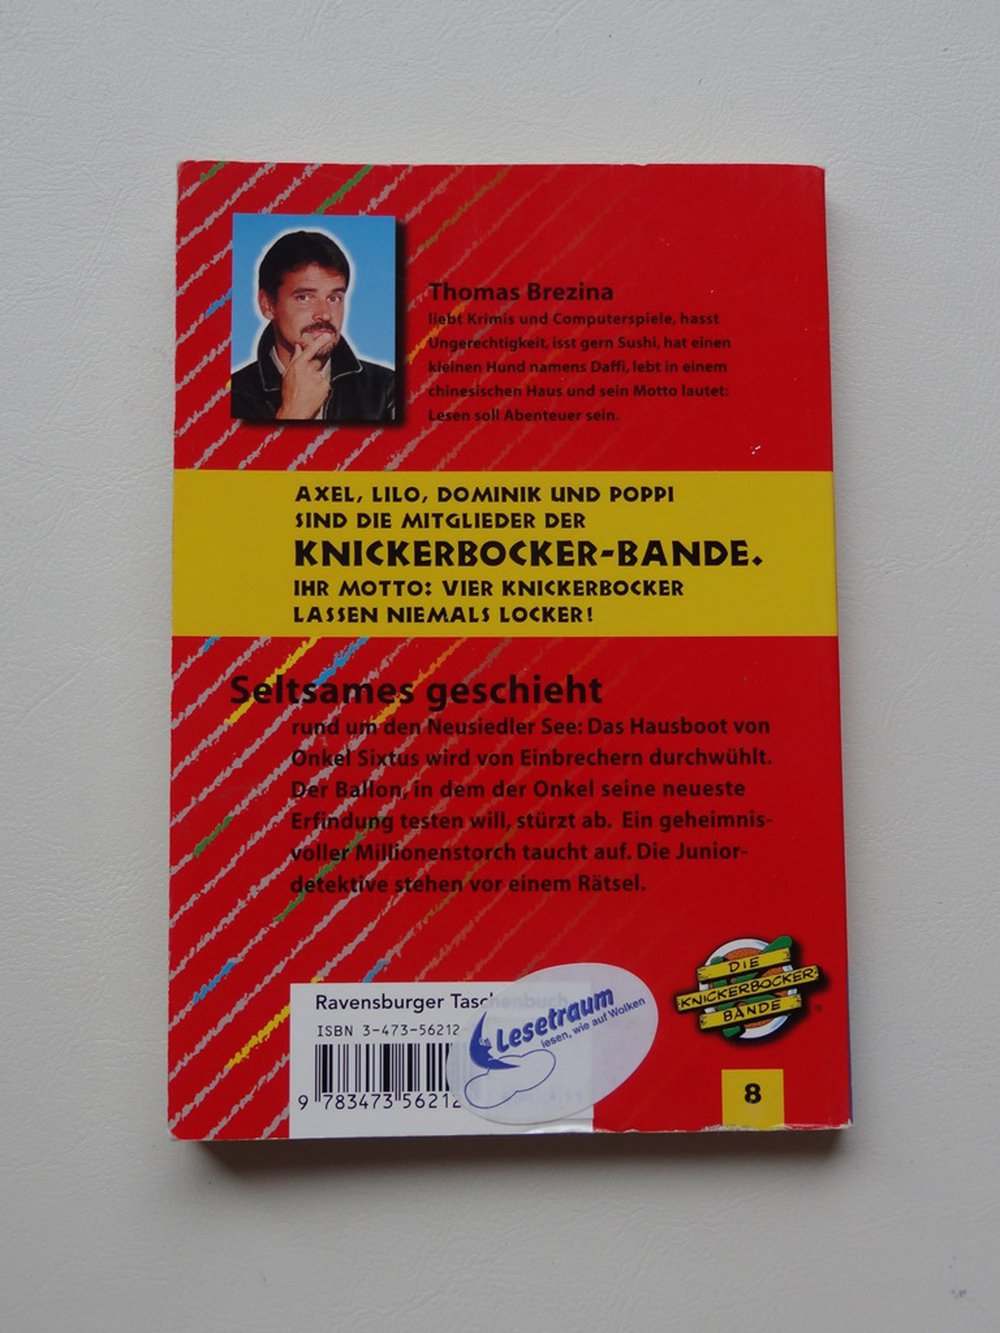 Thomas Brezina
liebt Krimis und Computerspiele, hasst
Ungerechtigkeit, isst gern Sushi, hat einen
kleinen Hund namens Daffi, lebt in einem
chinesischen Haus und sein Motto lautet:
Lesen soll Abenteuer sein.
AXEL, LILO, DOMINIK UND POPPI
SIND DIE MITGLIEDER DER
KNICKERBOCKER-BANDE.
IHR MOTTO: VIER KNICKERBOCKER
LASSEN NIEMALS LOCKER!
Seltsames geschieht
rund um den Neusiedler See: Das Hausboot von
Onkel Sixtus wird von Einbrechern durchwühlt.
Der Ballon, in dem der Onkel seine neueste
Erfindung testen will, stürzt ab. Ein geheimnis-
voller Millionenstorch taucht auf. Die Junior-
detektive stehen vor einem Rätsel.
DIE
KNICKERBOCKER
BANDE
®
Ravensburger Taschenbuch
ISBN 3-473-56212
9 783473 56212
Lesetraum
lesen, wie auf Wolken
8